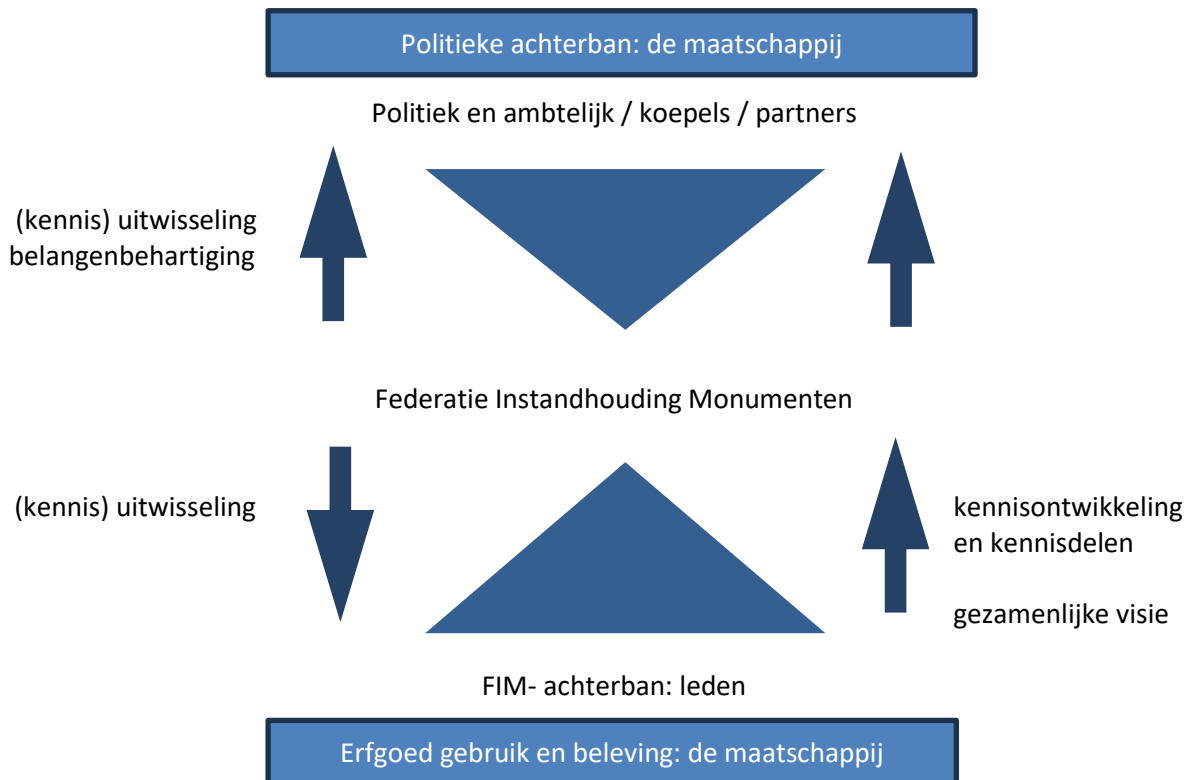 Politieke achterban: de maatschappij
Politiek en ambtelijk / koepels / partners
(kennis) uitwisseling
belangenbehartiging
Federatie Instandhouding Monumenten
(kennis) uitwisseling
kennisontwikkeling
en kennisdelen
gezamenlijke visie
FIM- achterban: leden
Erfgoed gebruik en beleving: de maatschappij